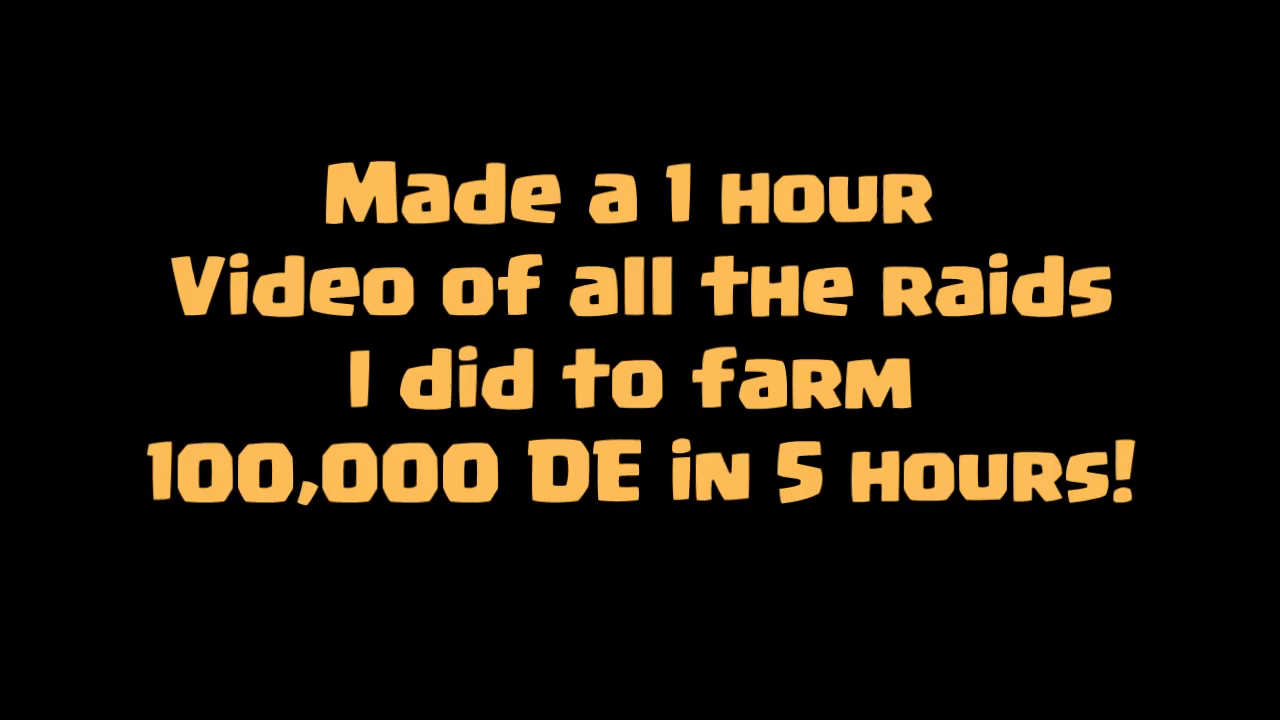 Made a 1 hour
Video of all the raids
I did to farm
100,000 DE in 5 hours!